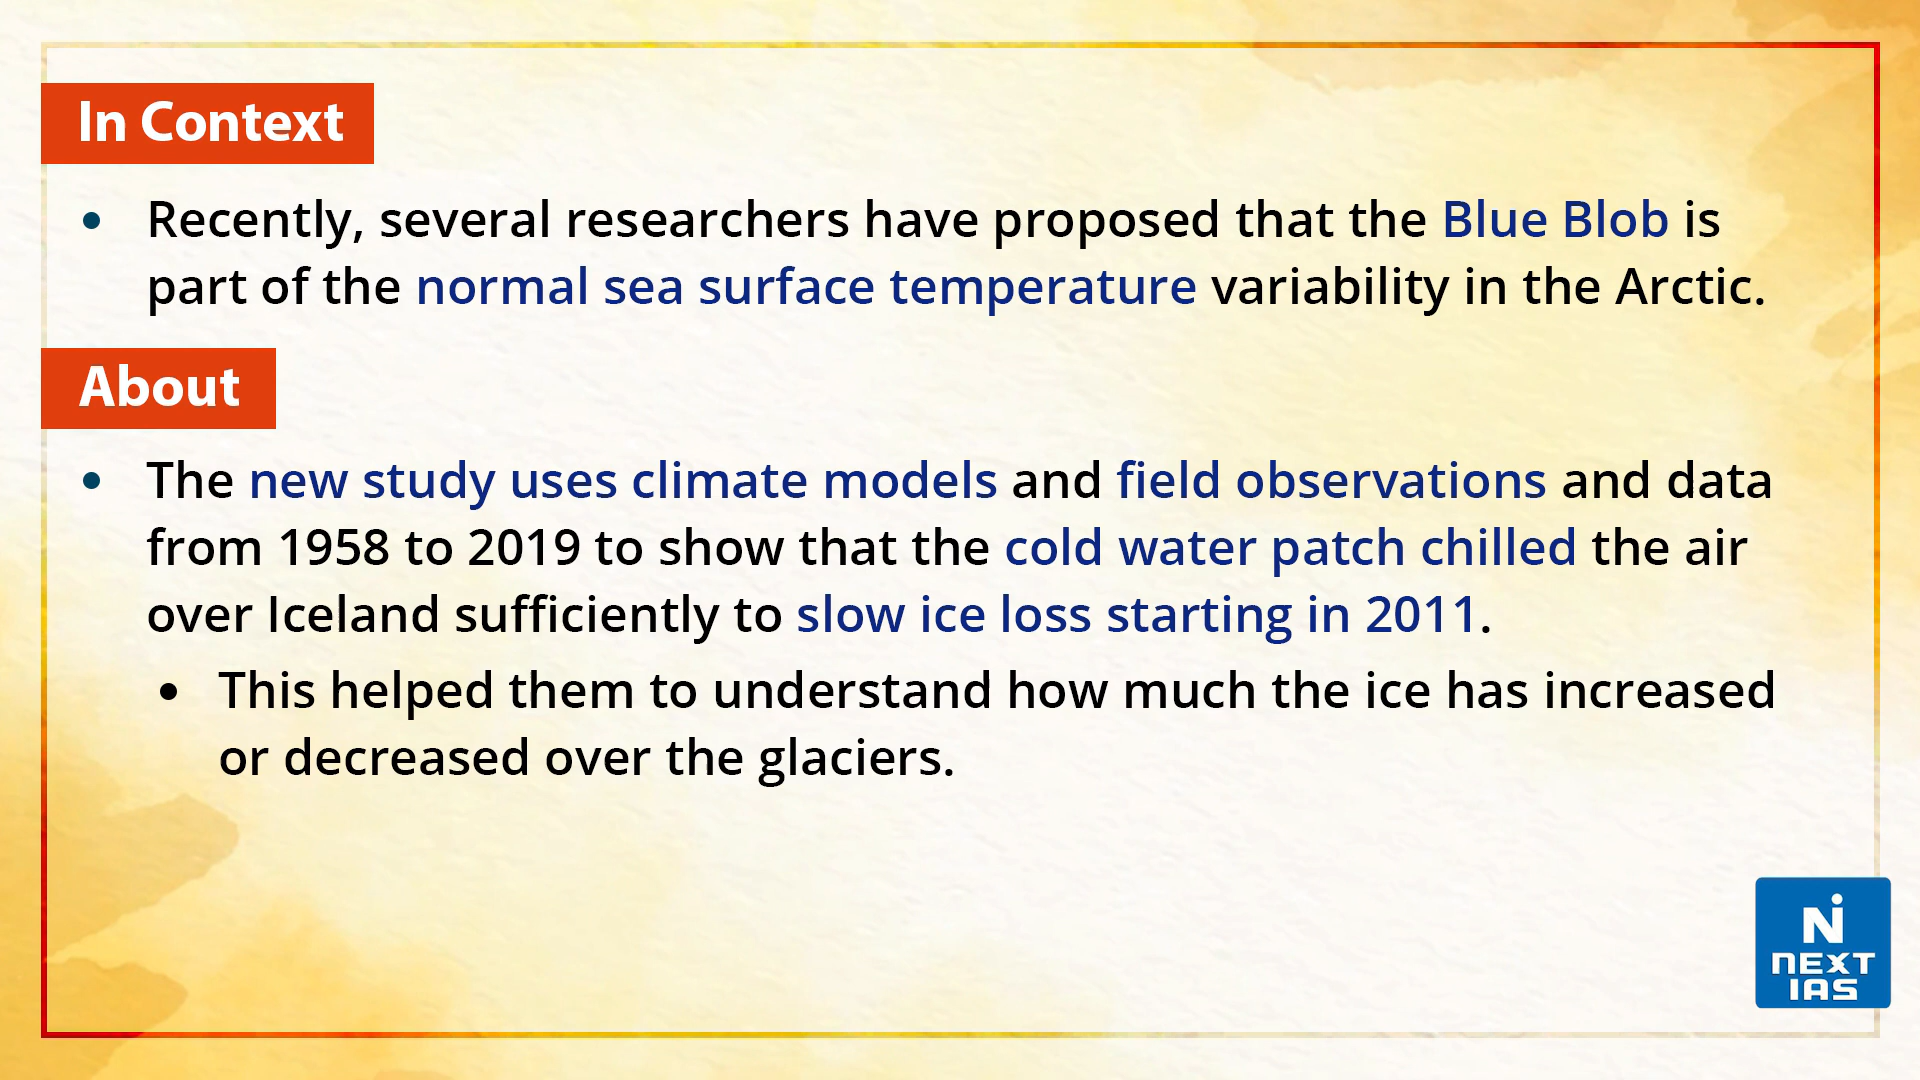 In Context
• Recently, several researchers have proposed that the Blue Blob is
part of the normal sea surface temperature variability in the Arctic.
About
• The new study uses climate models and field observations and data
from 1958 to 2019 to show that the cold water patch chilled the air
over Iceland sufficiently to slow ice loss starting in 2011.
• This helped them to understand how much the ice has increased
or decreased over the glaciers.
N
NEXT
IAS